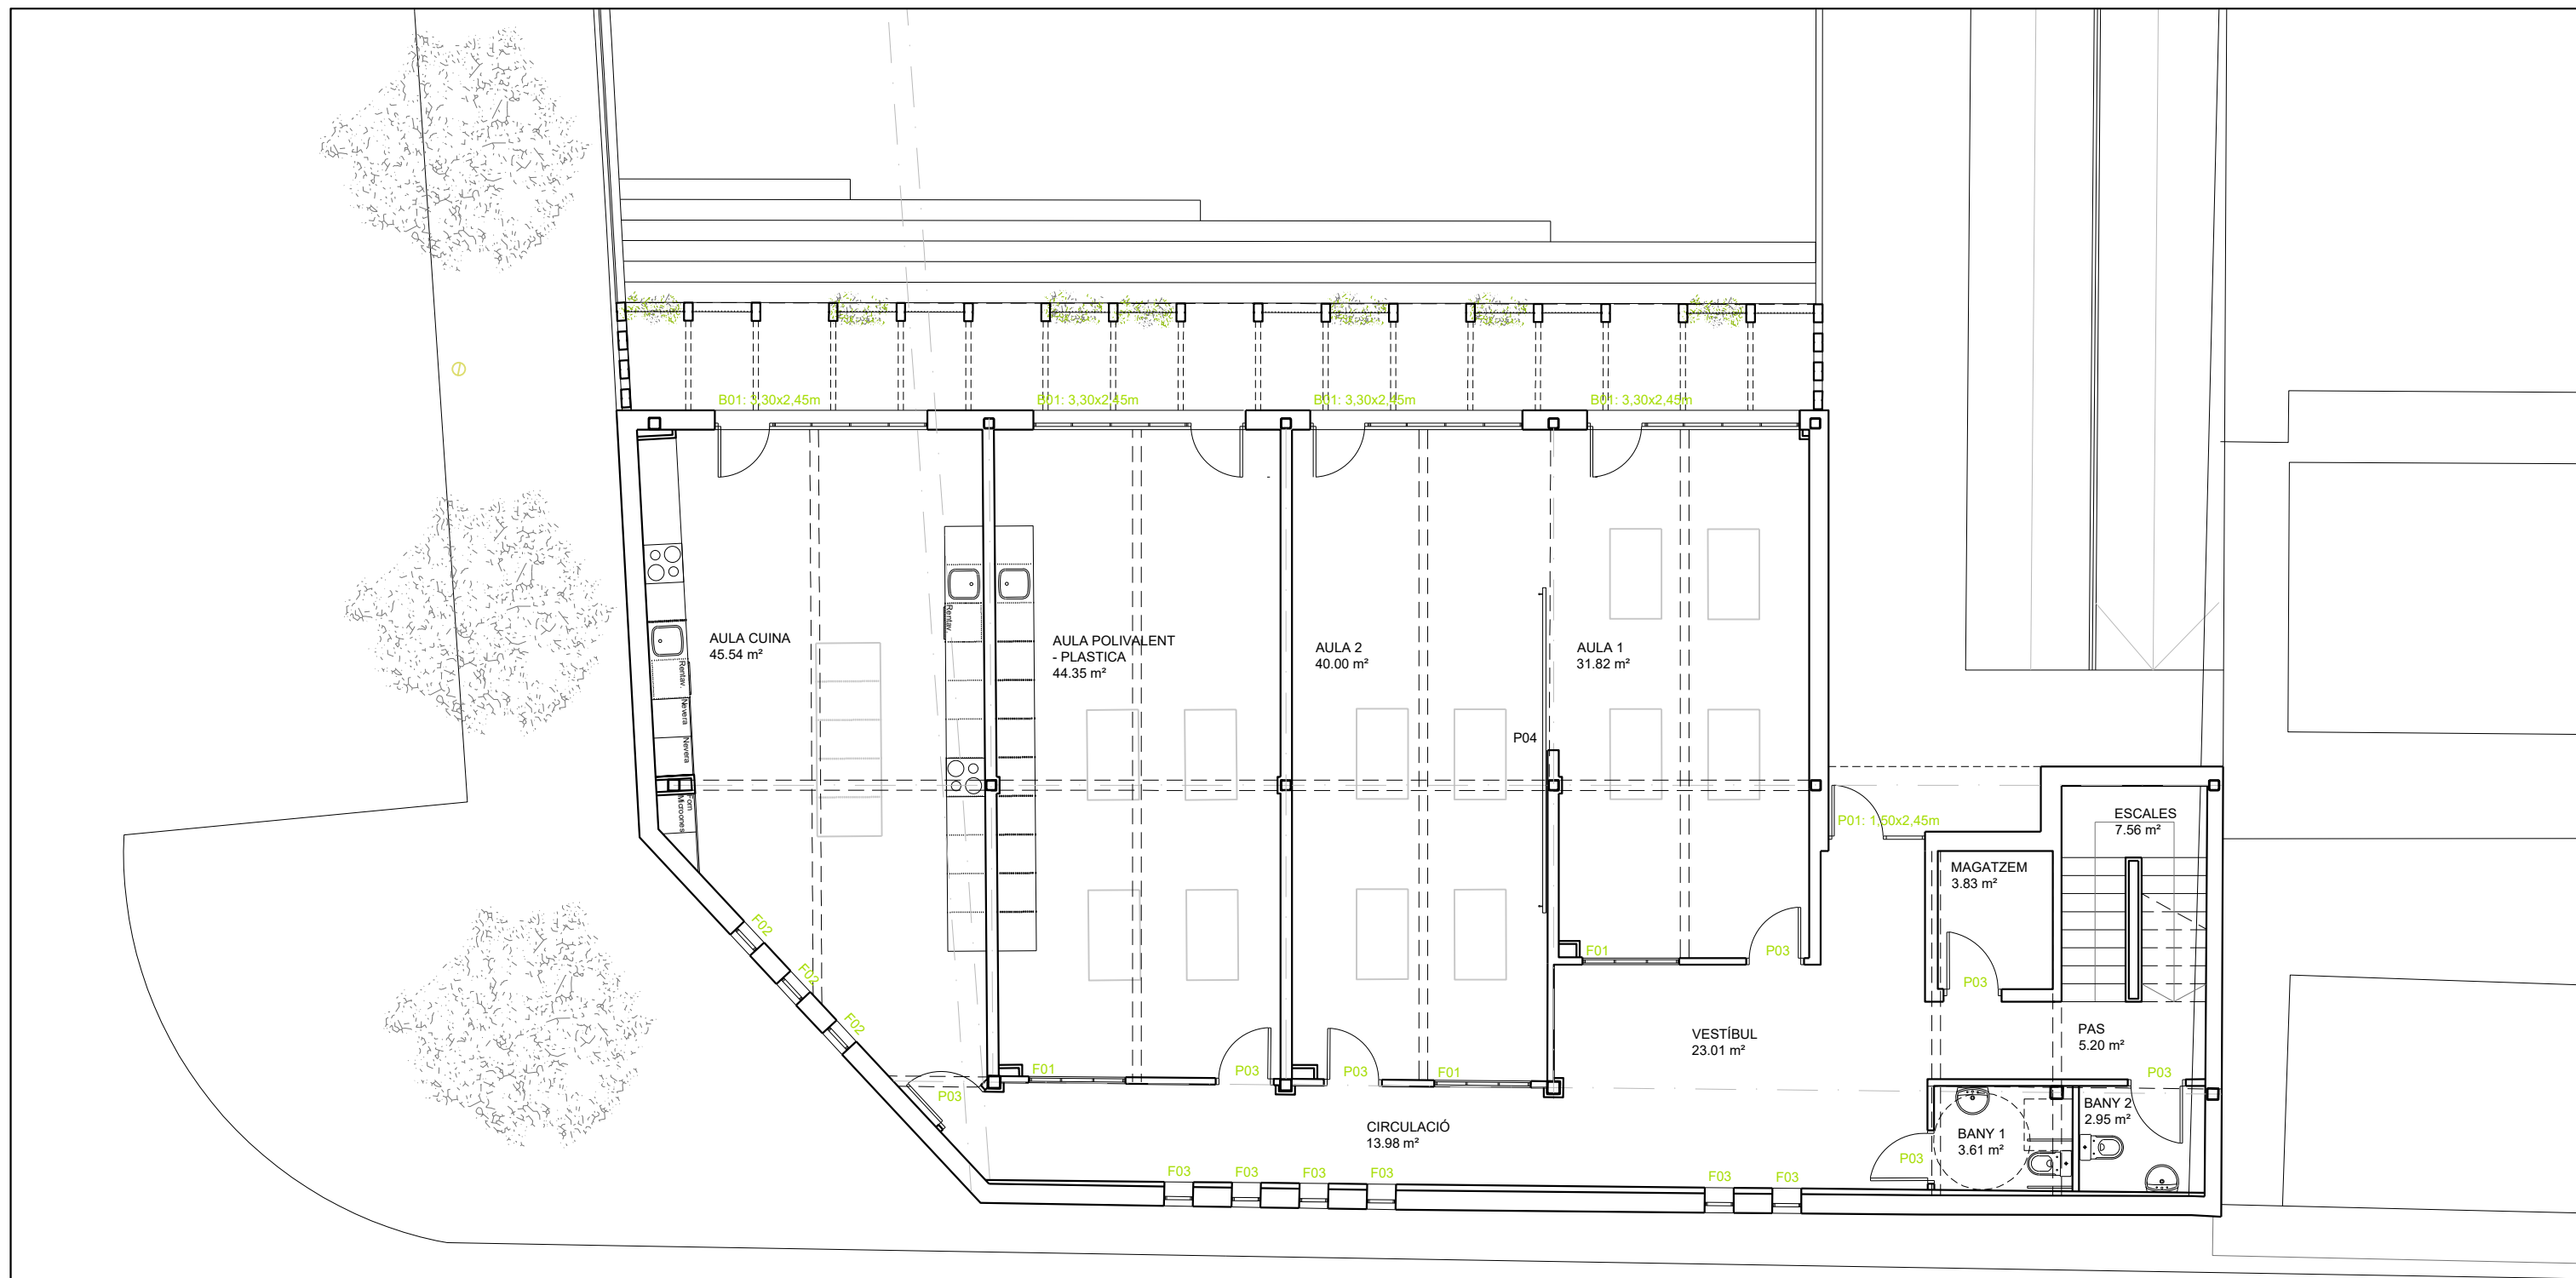 B01: 3,30x2,45m
B01: 3,30x2,45m
B01: 3,30x2,45m
B01: 3,30x2,45m
AULA CUINA
45.54 m²
Rentav.
Nevera
Nevera
Forn
Microones
Rentav.
AULA POLIVALENT
- PLASTICA
44.35 m²
AULA 2
40.00 m²
P04
AULA 1
31.82 m²
P01: 1,50x2,45m
ESCALES
7.56 m²
MAGATZEM
3.83 m²
P03
F02
F02
F02
F01
P03
VESTÍBUL
23.01 m²
PAS
5.20 m²
P03
F01
P03
P03
F01
P03
CIRCULACIÓ
13.98 m²
BANY 1
3.61 m²
BANY 2
2.95 m²
P03
F03
F03
F03
F03
F03
F03